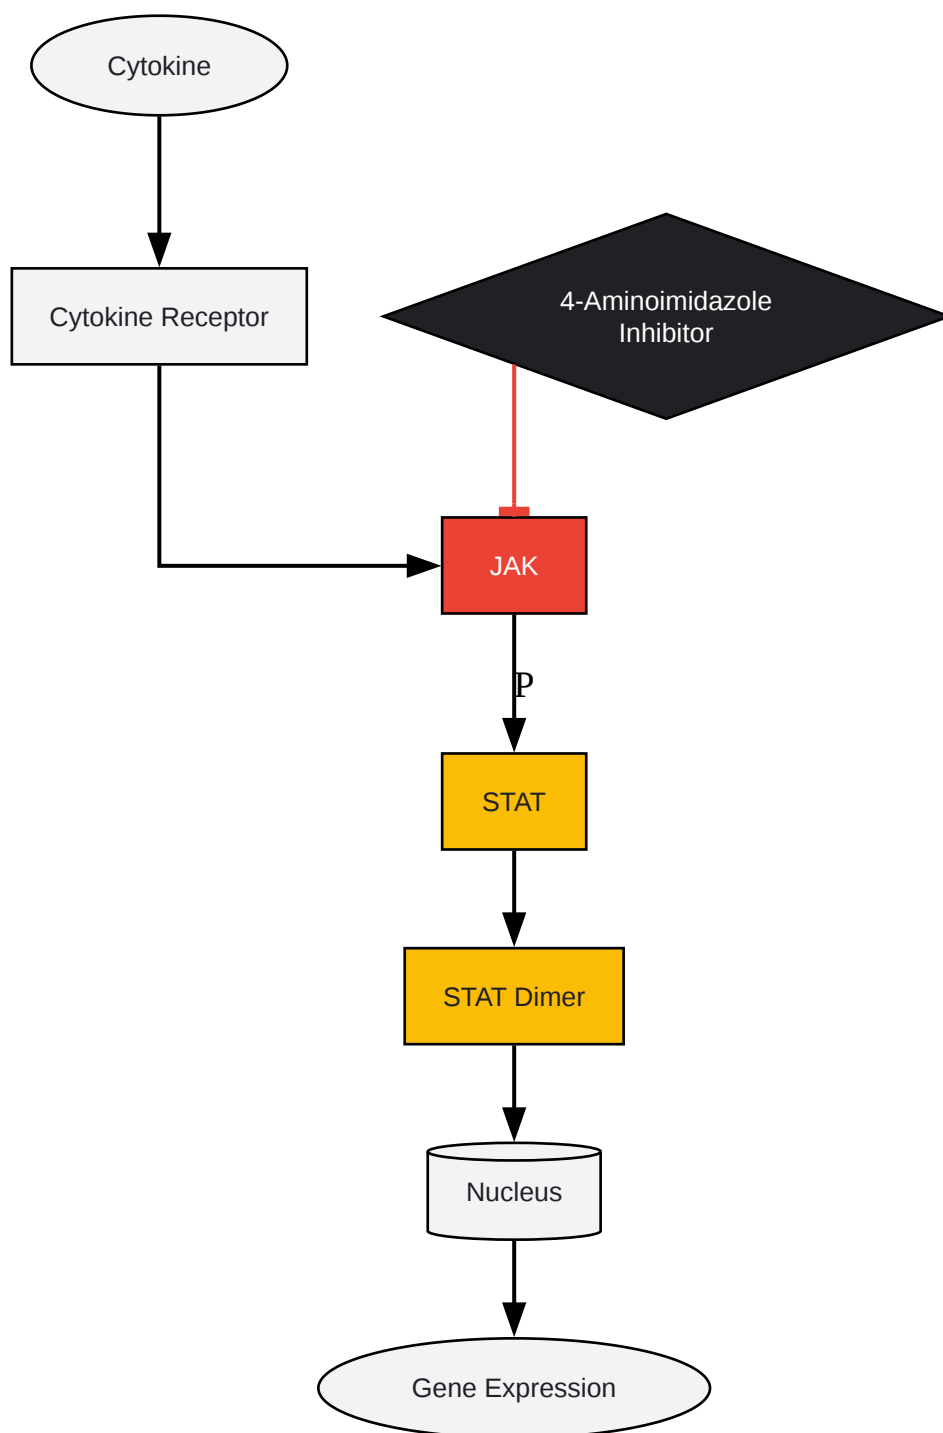 Cytokine
Cytokine Receptor
4-Aminoimidazole
Inhibitor
JAK
P
STAT
STAT Dimer
Nucleus
Gene Expression